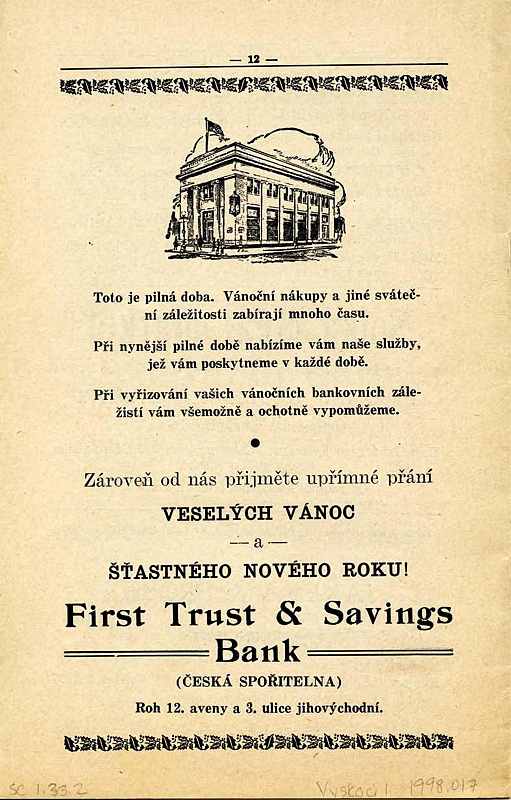 — 12 —
Toto je pilná doba. Vánoční nákupy a jiné sváteč-
ní záležitosti zabírají mnoho času.
Při nynější pilné době nabízíme vám naše služby,
jež vám poskytneme v každé době.
Při vyřizování vašich vánočních bankovních zále-
žistí vám všemožně a ochotně vypomůžeme.
Zároveň od nás přijměte upřímné přání
VESELÝCH VÁNOC
— a —
ŠŤASTNÉHO NOVÉHO ROKU!
First Trust & Savings
Bank
(ČESKÁ SPOŘITELNA)
Roh 12. aveny a 3. ulice jihovýchodní.
SC 1.33.2
Vyskočil 1998.017